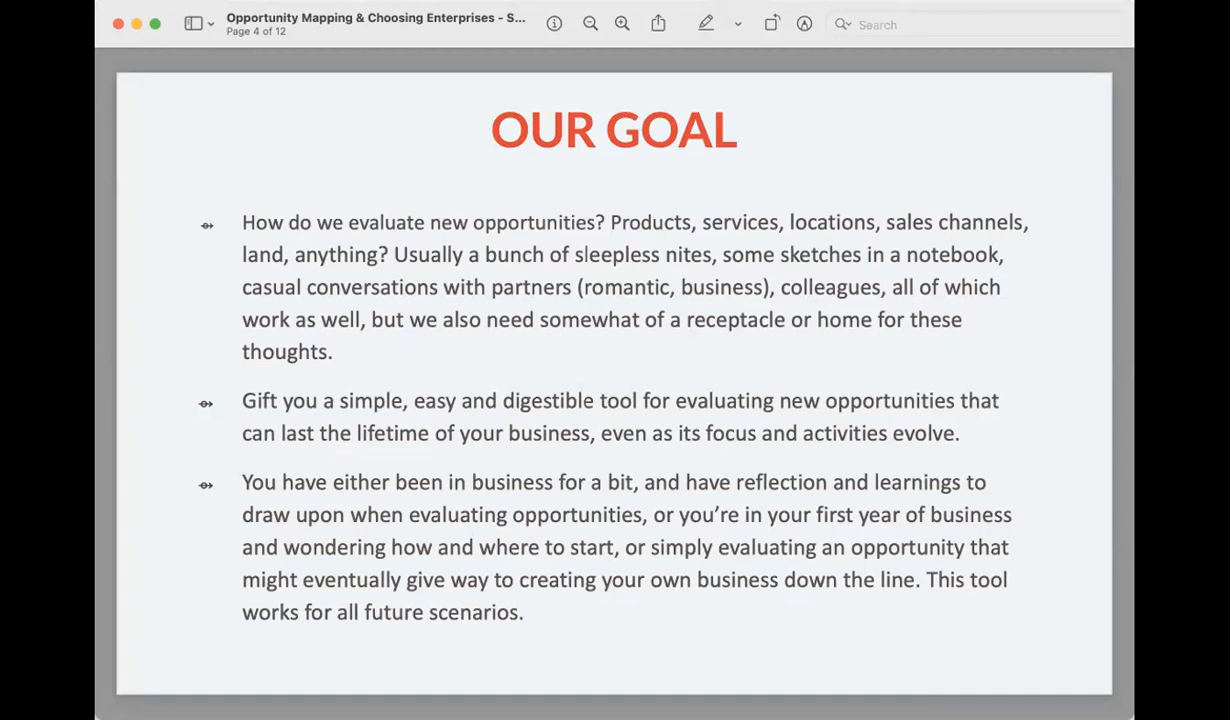 Opportunity Mapping & Choosing Enterprises - S...
Page 4 of 12
Search
OUR GOAL
How do we evaluate new opportunities? Products, services, locations, sales channels,
land, anything? Usually a bunch of sleepless nites, some sketches in a notebook,
casual conversations with partners (romantic, business), colleagues, all of which
work as well, but we also need somewhat of a receptacle or home for these
thoughts.
Gift you a simple, easy and digestible tool for evaluating new opportunities that
can last the lifetime of your business, even as its focus and activities evolve.
You have either been in business for a bit, and have reflection and learnings to
draw upon when evaluating opportunities, or you’re in your first year of business
and wondering how and where to start, or simply evaluating an opportunity that
might eventually give way to creating your own business down the line. This tool
works for all future scenarios.